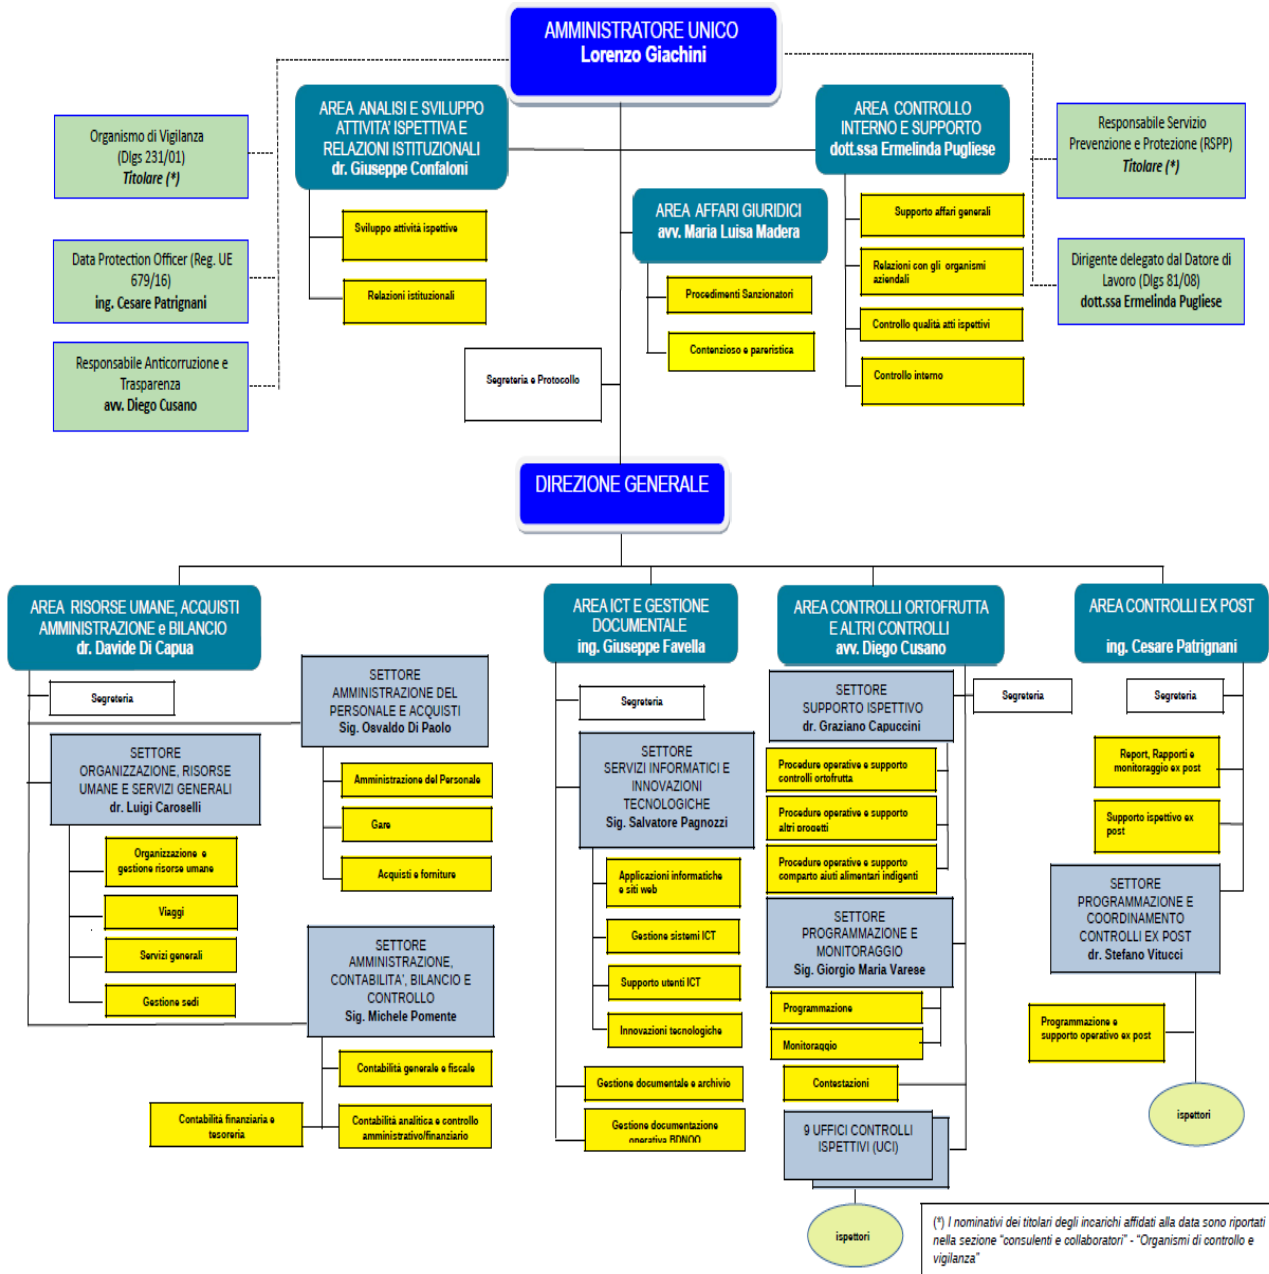 AMMINISTRATORE UNICO
Lorenzo Giachini
AREA ANALISI E SVILUPPO
ATTIVITA' ISPETTIVA E
RELAZIONI ISTITUZIONALI
dr. Giuseppe Confaloni
AREA CONTROLLO
INTERNO E SUPPORTO
dott.ssa Ermelinda Pugliese
Organismo di Vigilanza
(Dlgs 231/01)
Titolare (*)
Responsabile Servizio
Prevenzione e Protezione (RSPP)
Titolare (*)
AREA AFFARI GIURIDICI
avv. Maria Luisa Madera
Sviluppo attività ispettive
Relazioni istituzionali
Supporto affari generali
Relazioni con gli organismi
aziendali
Controllo qualità atti ispettivi
Controllo interno
Data Protection Officer (Reg. UE
679/16)
ing. Cesare Patrignani
Dirigente delegato dal Datore di
Lavoro (Dlgs 81/08)
dott.ssa Ermelinda Pugliese
Procedimenti Sanzionatori
Contenzioso e pareristica
Responsabile Anticorruzione e
Trasparenza
avv. Diego Cusano
Segreteria e Protocollo
DIREZIONE GENERALE
AREA RISORSE UMANE, ACQUISTI
AMMINISTRAZIONE e BILANCIO
dr. Davide Di Capua
Segreteria
SETTORE
AMMINISTRAZIONE DEL
PERSONALE E ACQUISTI
Sig. Osvaldo Di Paolo
Amministrazione del Personale
Gare
Acquisti e forniture
SETTORE
ORGANIZZAZIONE, RISORSE
UMANE E SERVIZI GENERALI
dr. Luigi Caroselli
Organizzazione e
gestione risorse umane
Viaggi
Servizi generali
Gestione sedi
SETTORE
AMMINISTRAZIONE,
CONTABILITA', BILANCIO E
CONTROLLO
Sig. Michele Pomente
Contabilità generale e fiscale
Contabilità finanziaria e
tesoreria
Contabilità analitica e controllo
amministrativo/finanziario
AREA ICT E GESTIONE
DOCUMENTALE
ing. Giuseppe Favella
Segreteria
SETTORE
SERVIZI INFORMATICI E
INNOVAZIONI
TECNOLOGICHE
Sig. Salvatore Pagnozzi
Applicazioni informatiche
e siti web
Gestione sistemi ICT
Supporto utenti ICT
Innovazioni tecnologiche
Gestione documentale e archivio
Gestione documentazione
operativa BDNOO
AREA CONTROLLI ORTOFRUTTA
E ALTRI CONTROLLI
avv. Diego Cusano
Segreteria
SETTORE
SUPPORTO ISPETTIVO
dr. Graziano Capuccini
Procedure operative e supporto
controlli ortofrutta
Procedure operative e supporto
altri progetti
Procedure operative e supporto
comparto aiuti alimentari indigenti
SETTORE
PROGRAMMAZIONE E
MONITORAGGIO
Sig. Giorgio Maria Varese
Programmazione
Monitoraggio
Contestazioni
9 UFFICI CONTROLLI
ISPETTIVI (UCI)
ispettori
AREA CONTROLLI EX POST
ing. Cesare Patrignani
Segreteria
Report, Rapporti e
monitoraggio ex post
Supporto ispettivo ex
post
SETTORE
PROGRAMMAZIONE E
COORDINAMENTO
CONTROLLI EX POST
dr. Stefano Vitucci
Programmazione e
supporto operativo ex post
ispettori
(*) I nominativi dei titolari degli incarichi affidati alla data sono riportati
nella sezione "consulenti e collaboratori" - "Organismi di controllo e
vigilanza"